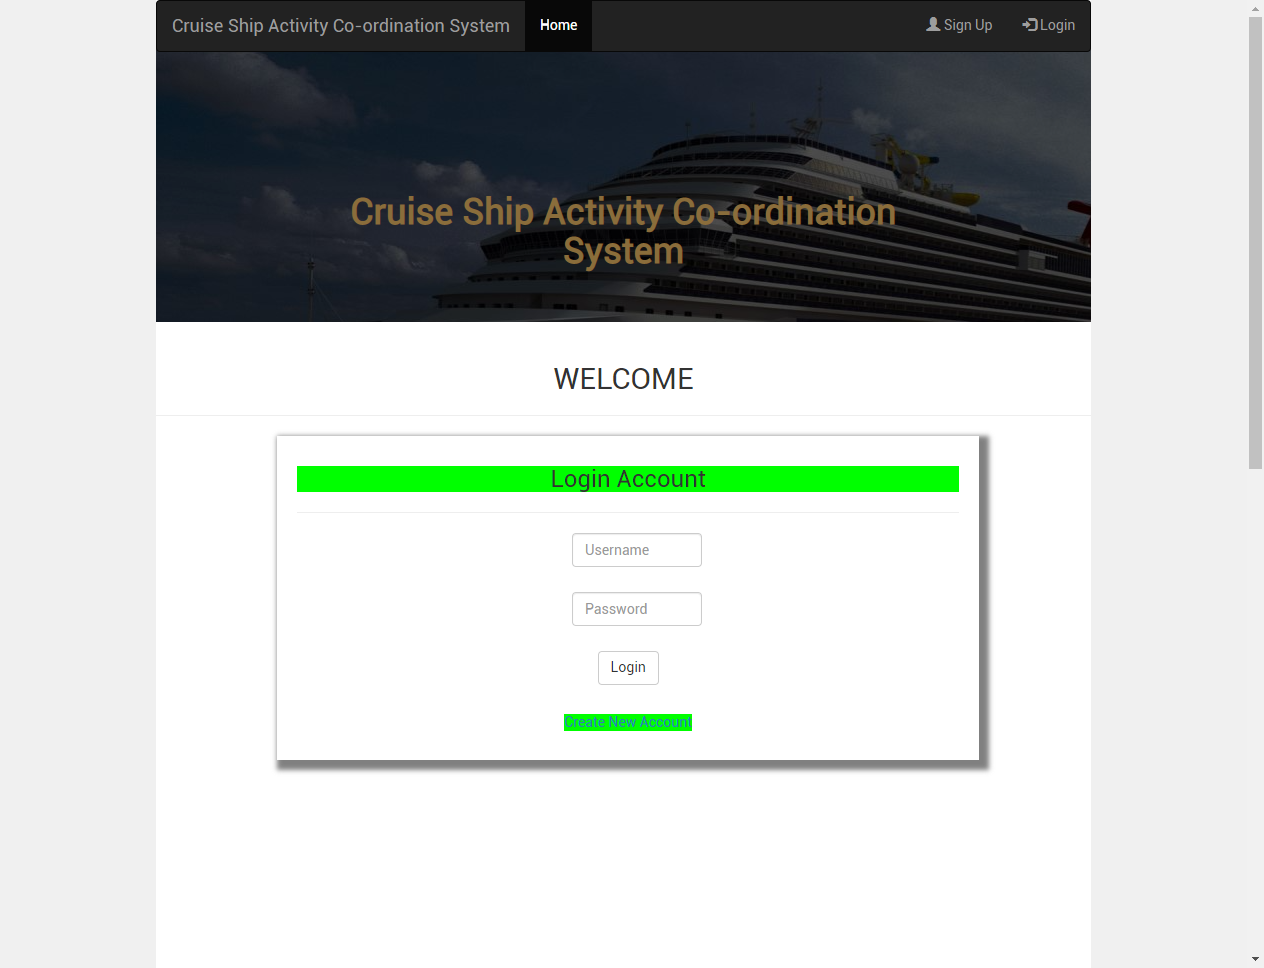 Cruise Ship Activity Co-ordination System Home Sign Up Login
Cruise Ship Activity Co-ordination
System
WELCOME
Login Account
Username
Password
Login
Create New Account